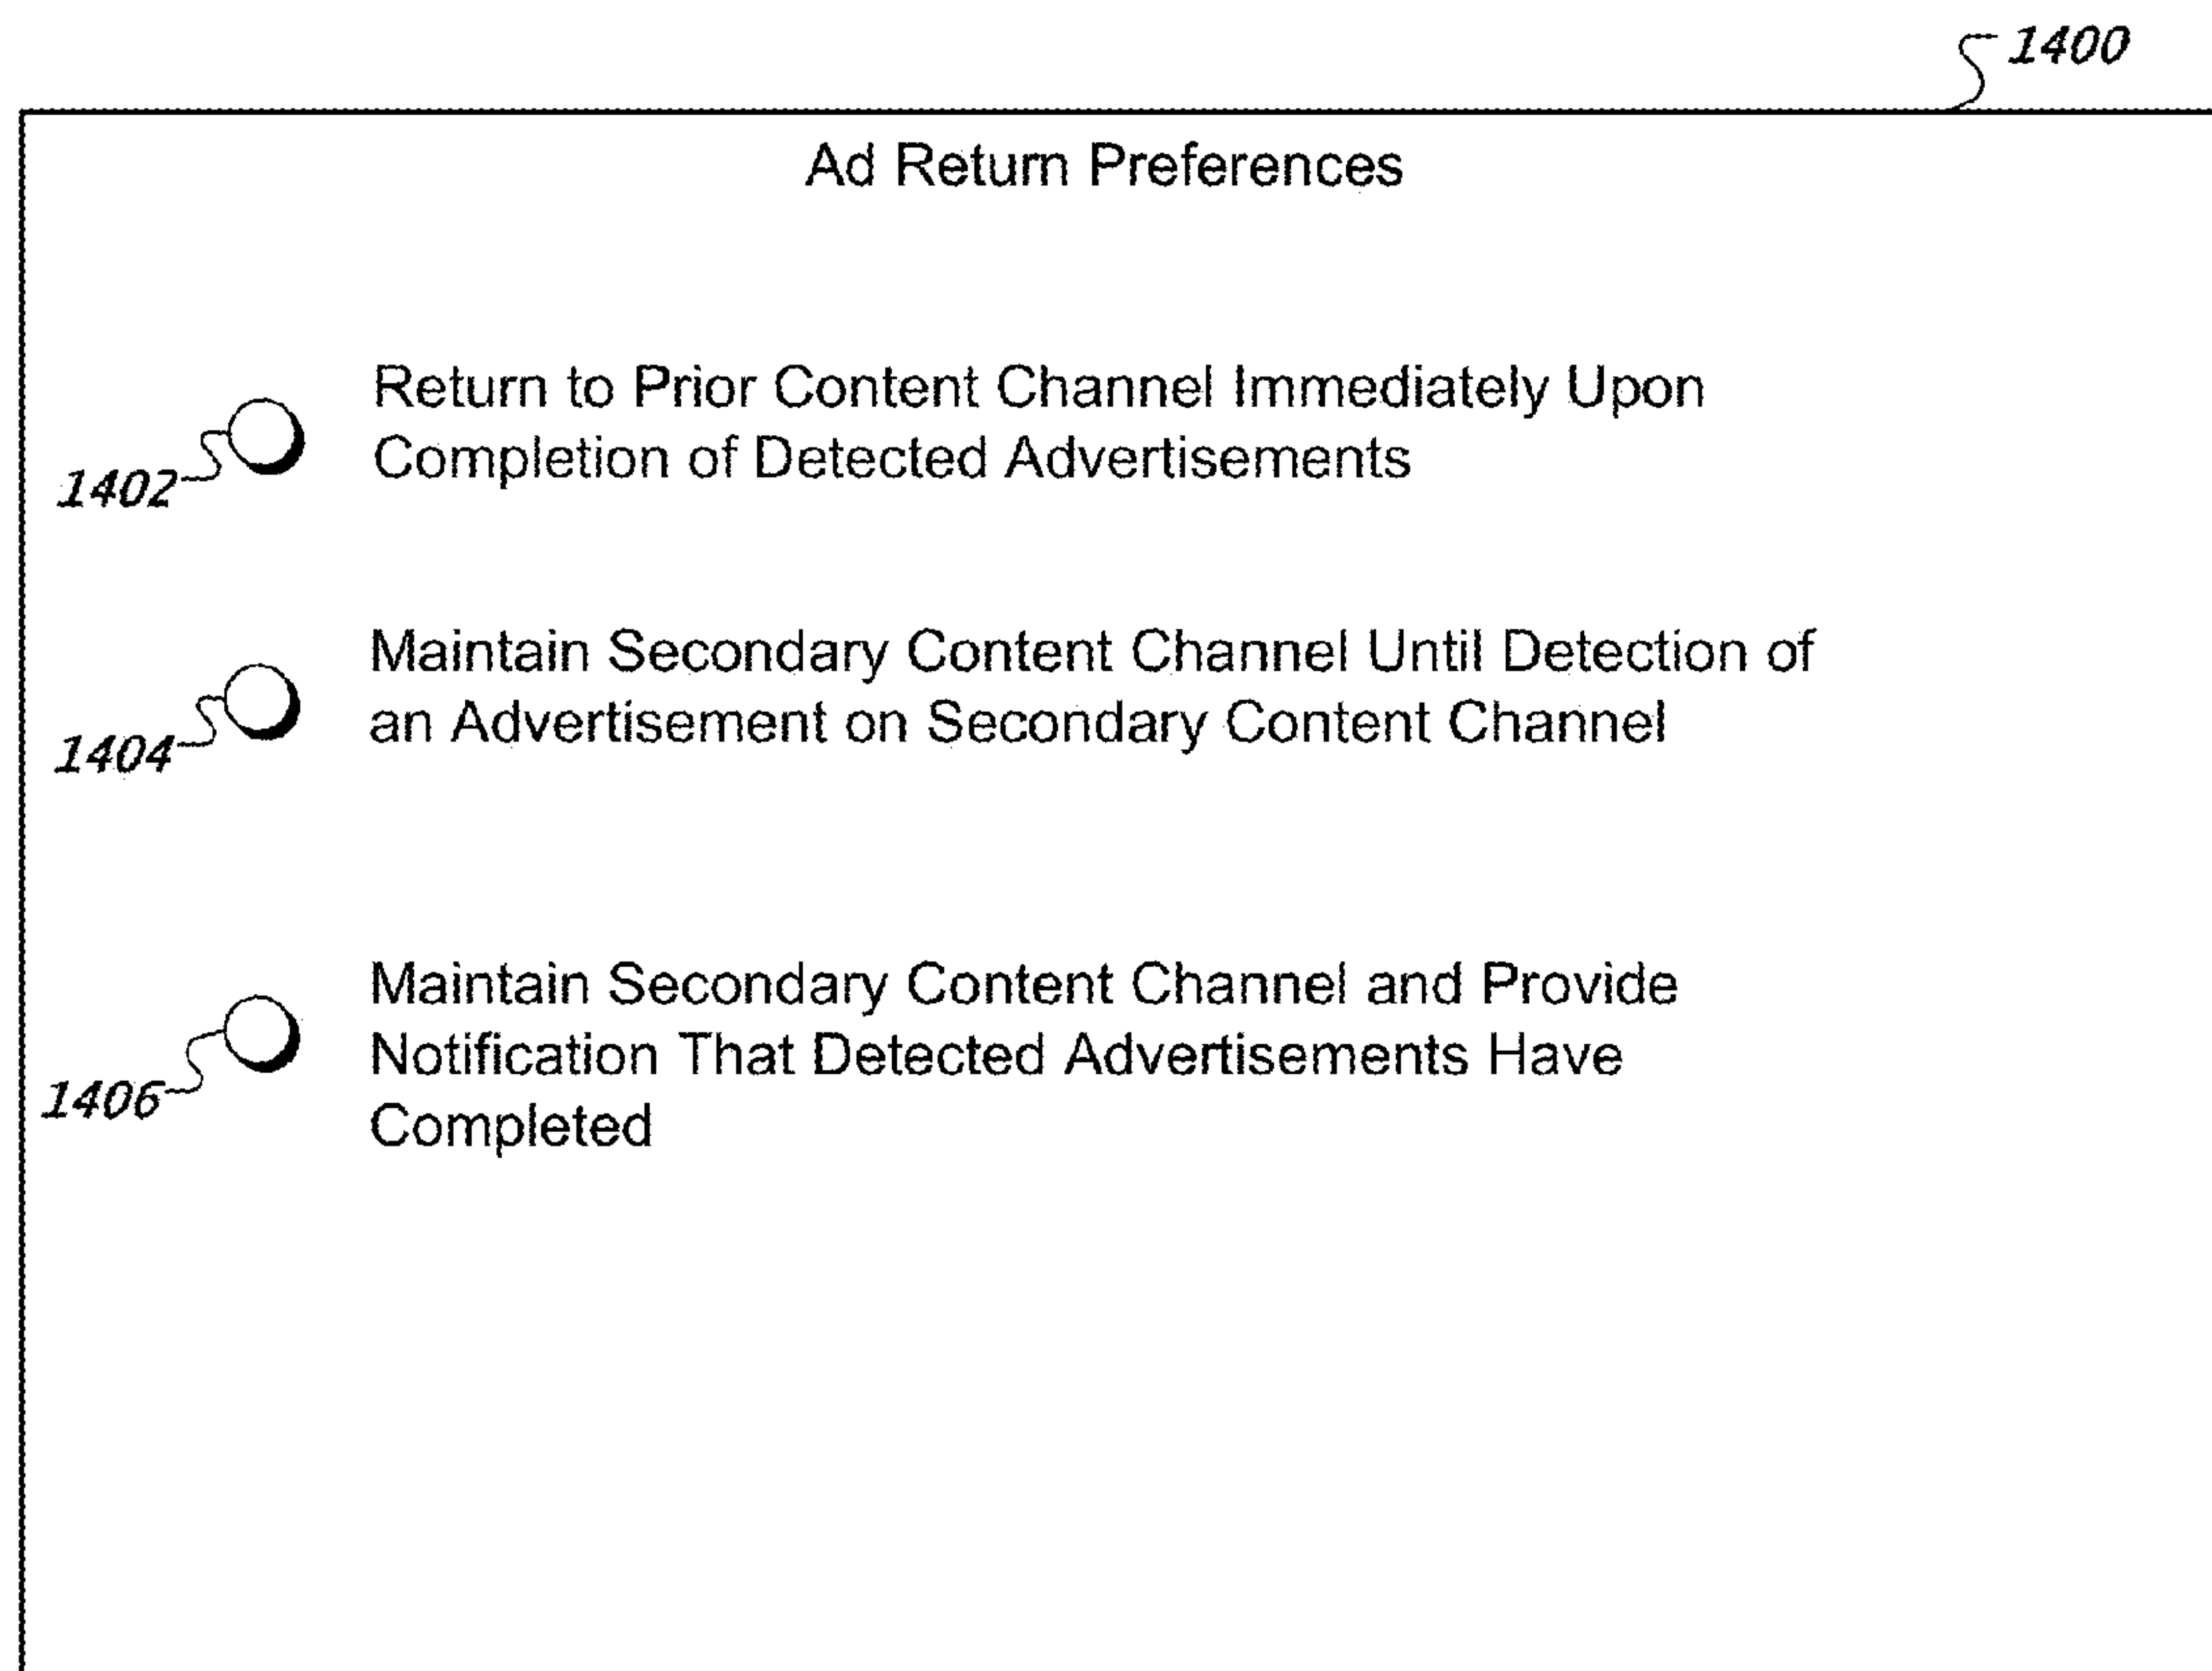 1400
Ad Return Preferences
Return to Prior Content Channel Immediately Upon
Completion of Detected Advertisements
1402
Maintain Secondary Content Channel Until Detection of
an Advertisement on Secondary Content Channel
1404
Maintain Secondary Content Channel and Provide
Notification That Detected Advertisements Have
Completed
1406